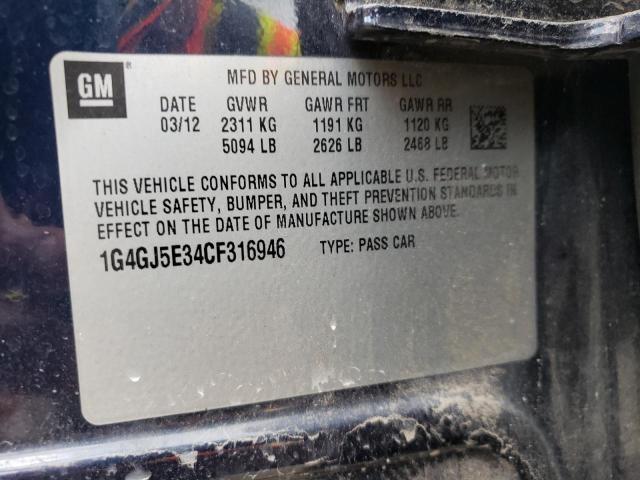 GM ®
MFD BY GENERAL MOTORS LLC
DATE GVWR GAWR FRT GAWR RR
03/12 2311 KG 1191 KG 1120 KG
5094 LB 2626 LB 2468 LB
THIS VEHICLE CONFORMS TO ALL APPLICABLE U.S. FEDERAL MOTOR
VEHICLE SAFETY, BUMPER, AND THEFT PREVENTION STANDARDS IN
EFFECT ON THE DATE OF MANUFACTURE SHOWN ABOVE.
1G4GJ5E34CF316946 TYPE: PASS CAR